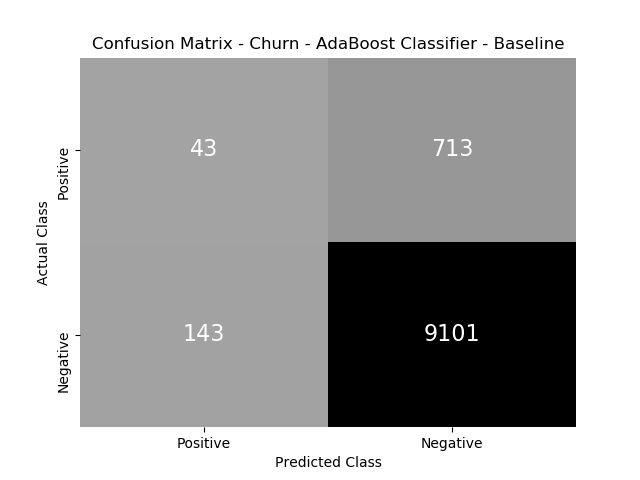 Confusion Matrix - Churn - AdaBoost Classifier - Baseline
Actual Class
Positive
43
713
Negative
143
9101
Positive
Negative
Predicted Class